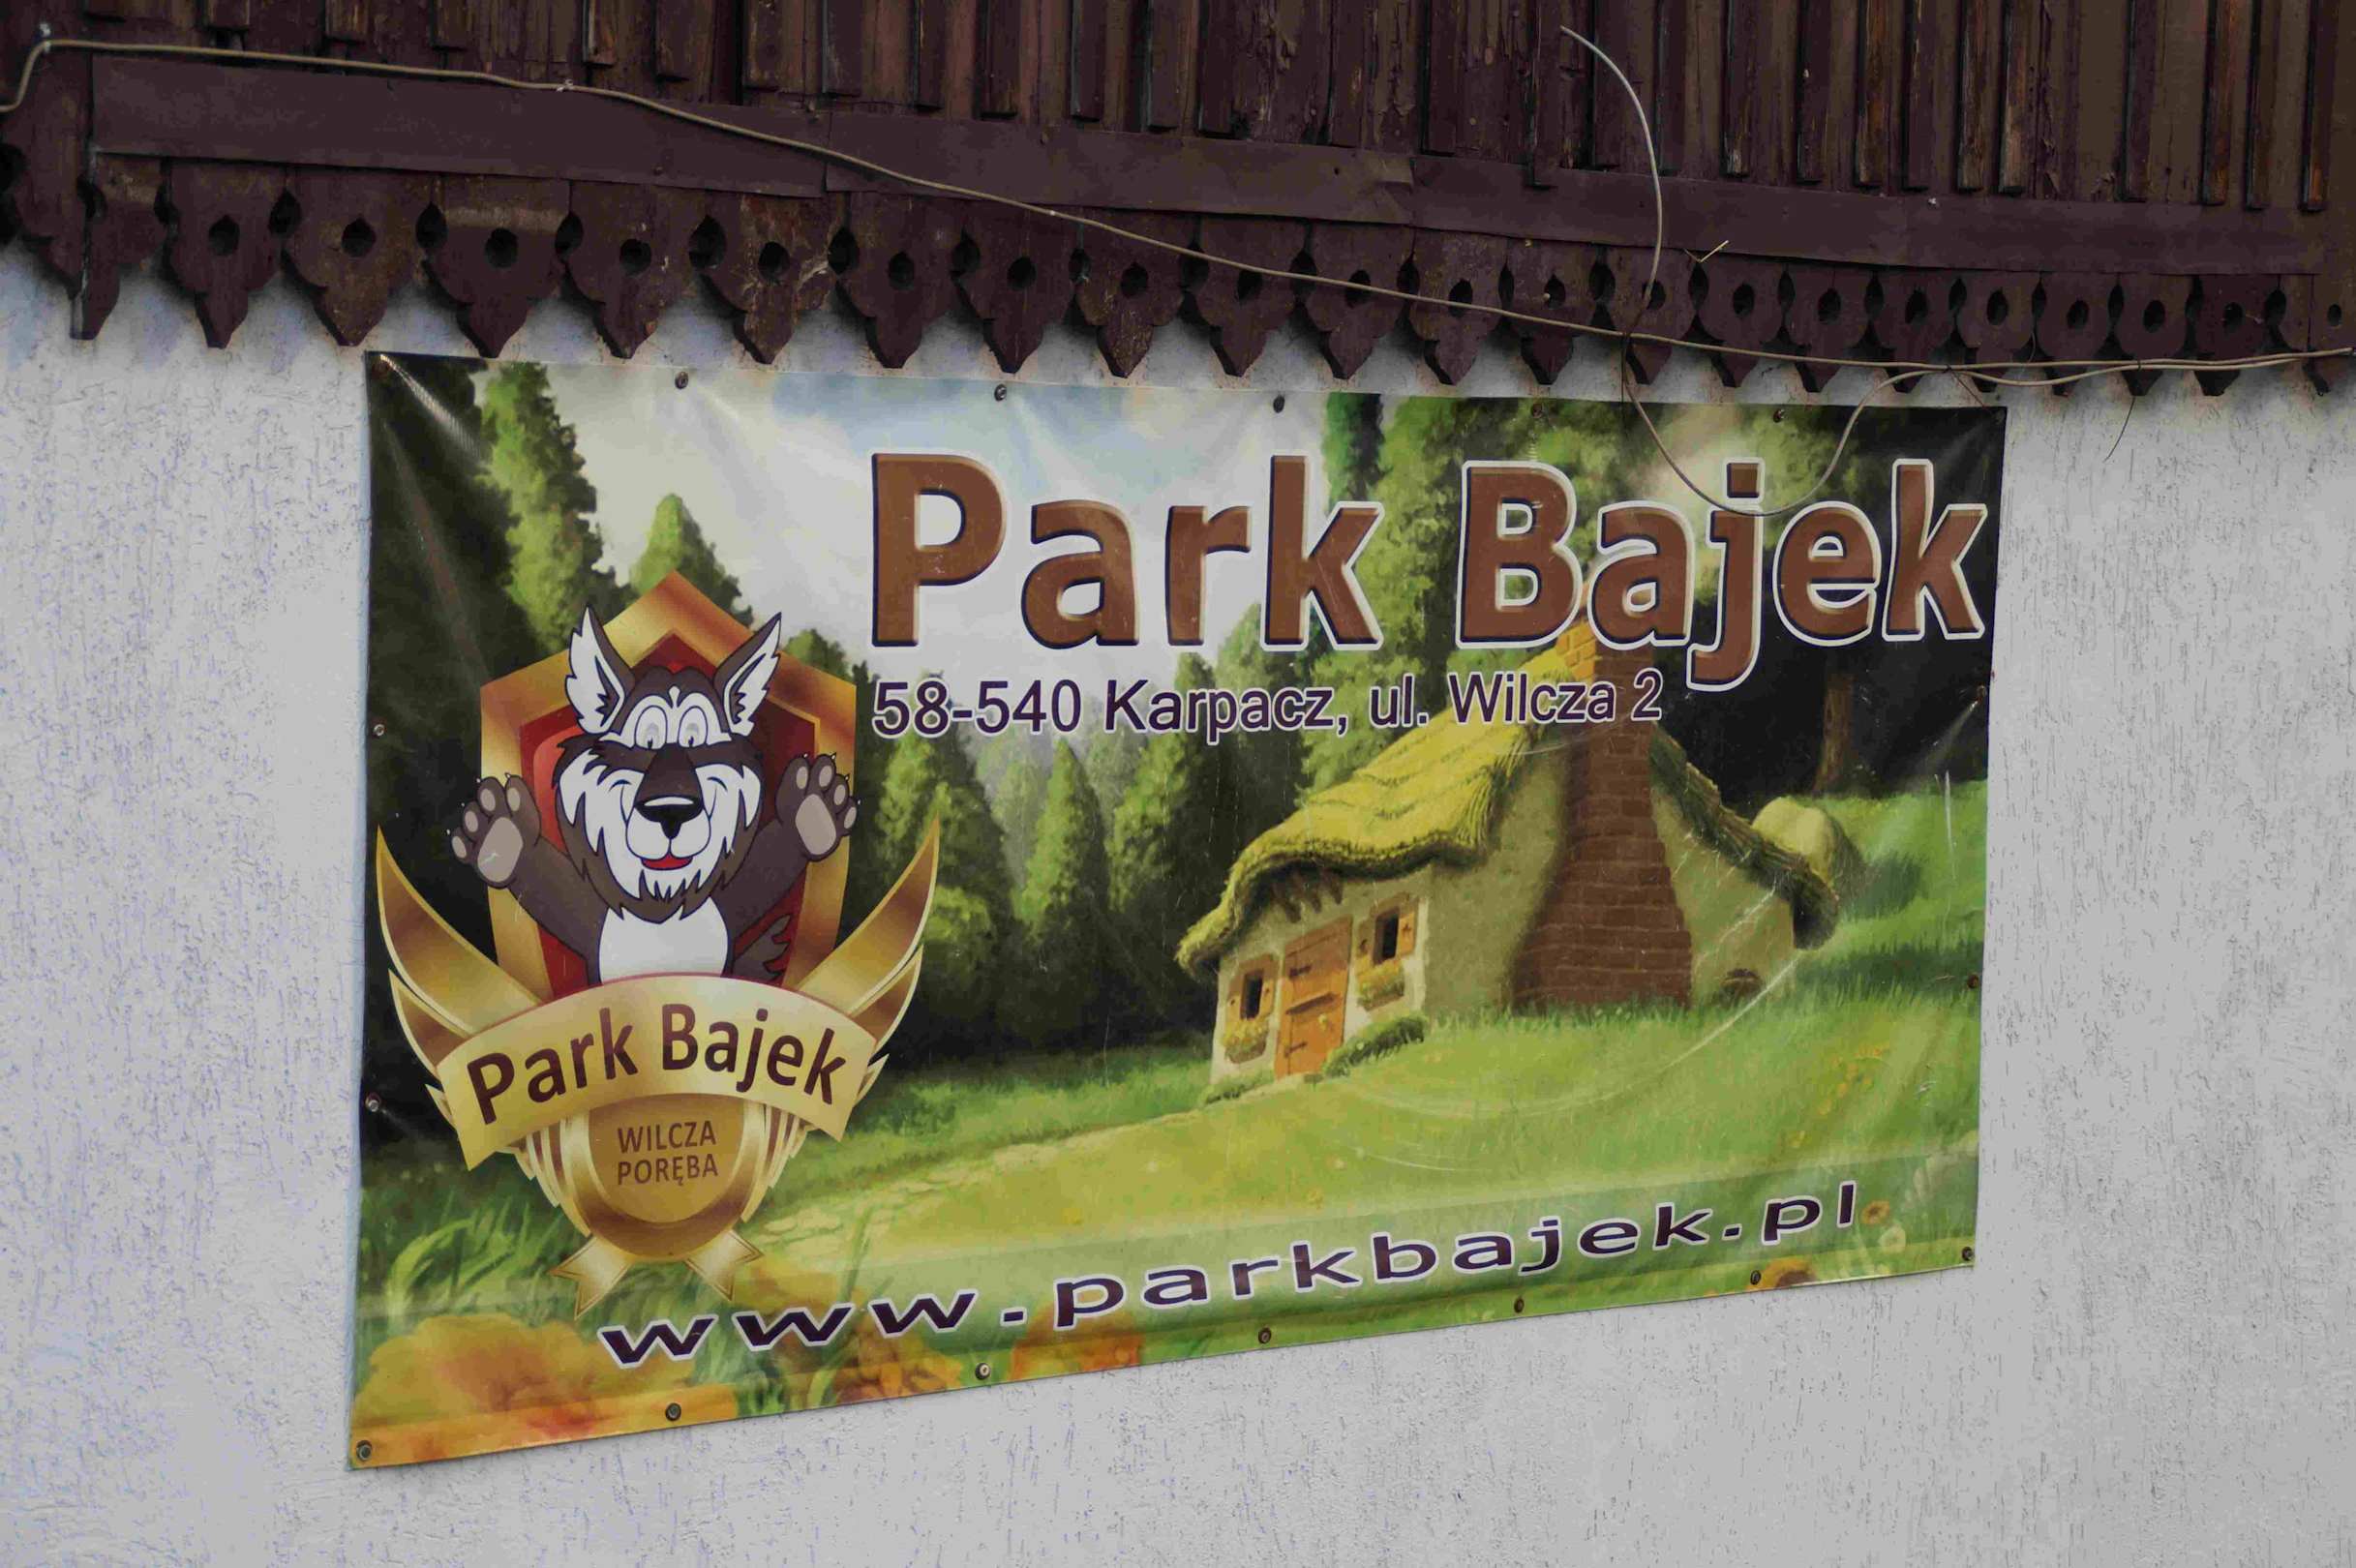 Park Bajek
58-540 Karpacz, ul. Wilcza 2
Park Bajek
WILCZA
PORĘBA
www.parkbajek.pl